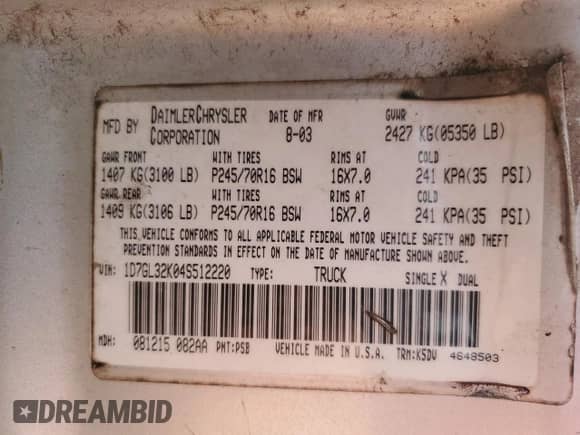 MFD BY DAIMLERCHRYSLER CORPORATION DATE OF MFR 8-03 GVWR 2427 KG(05350 LB)
GAWR FRONT WITH TIRES RIMS AT COLD
1407 KG(3100 LB) P245/70R16 BSW 16X7.0 241 KPA(35 PSI)
GAWR REAR WITH TIRES RIMS AT COLD
1409 KG(3106 LB) P245/70R16 BSW 16X7.0 241 KPA(35 PSI)
THIS VEHICLE CONFORMS TO ALL APPLICABLE FEDERAL MOTOR VEHICLE SAFETY AND THEFT
PREVENTION STANDARDS IN EFFECT ON THE DATE OF MANUFACTURE SHOWN ABOVE.
VIN: 1D7GL32K04S512220 TYPE: TRUCK SINGLE X DUAL
MDH: 081215 082AA PNT:PSB VEHICLE MADE IN U.S.A. TRM:K5DV 4648503
DREAMBID